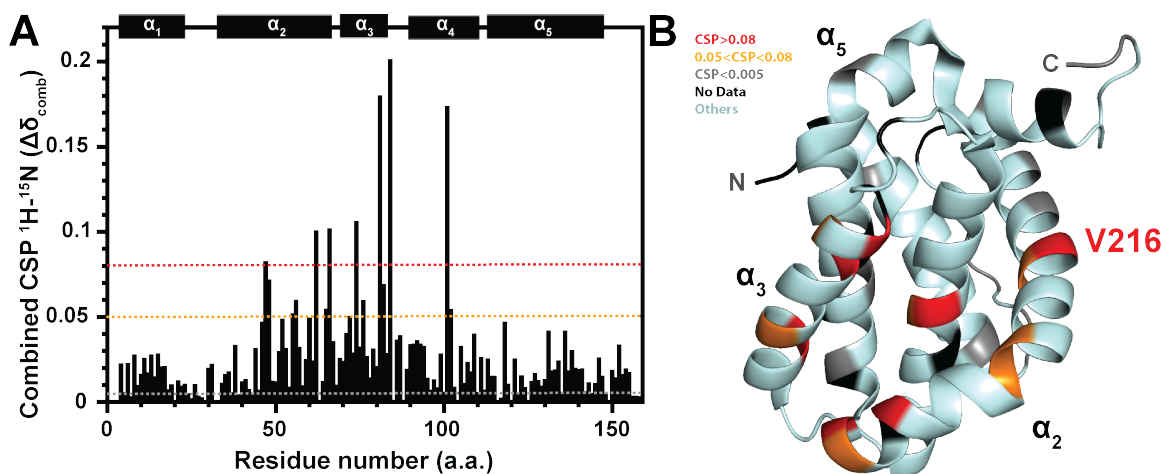 A
α1 α2 α3 α4 α5
0.2
0.15
0.1
0.05
0
Combined CSP ¹H-¹⁵N (Δδcomb)
0 50 100 150
Residue number (a.a.)
B
CSP>0.08
0.05<CSP<0.08
CSP<0.005
No Data
Others
α5
C
N
V216
α3
α2